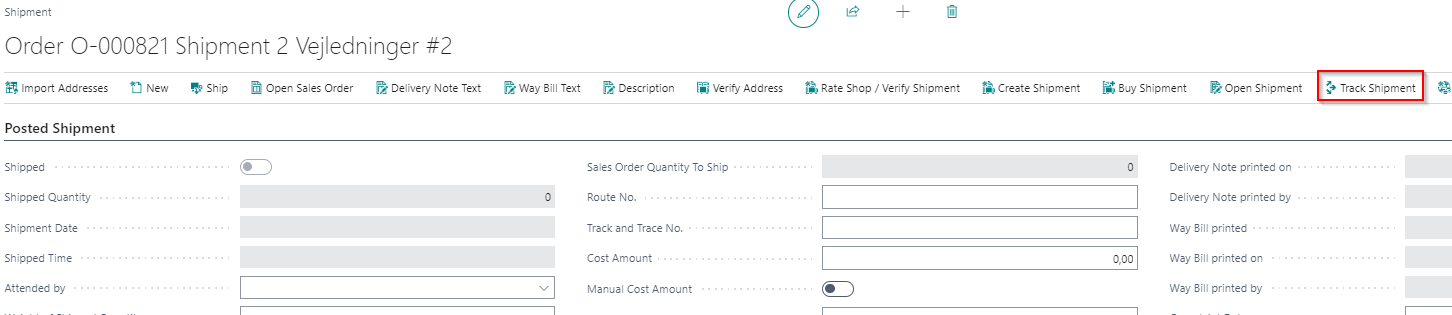 Shipment
Order O-000821 Shipment 2 Vejledninger #2
Import Addresses New Ship Open Sales Order Delivery Note Text Way Bill Text Description Verify Address Rate Shop / Verify Shipment Create Shipment Buy Shipment Open Shipment Track Shipment
Posted Shipment
Shipped Sales Order Quantity To Ship 0 Delivery Note printed on
Shipped Quantity 0 Route No. Delivery Note printed by
Shipment Date Track and Trace No. Way Bill printed
Shipped Time Cost Amount 0,00 Way Bill printed on
Attended by Manual Cost Amount Way Bill printed by